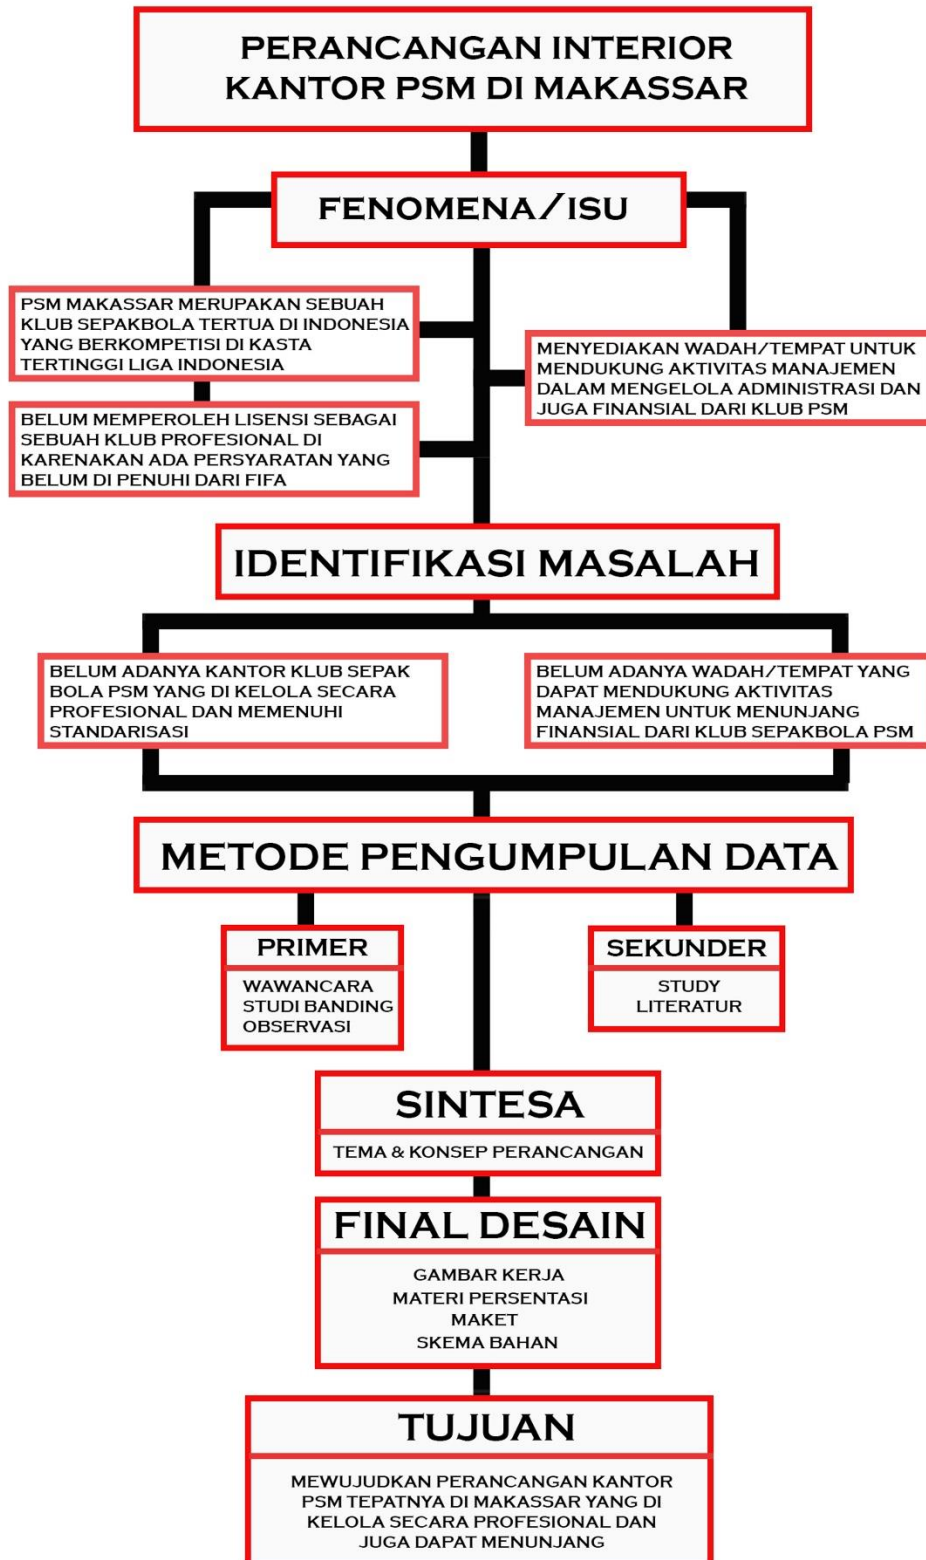 PERANCANGAN INTERIOR
KANTOR PSM DI MAKASSAR
FENOMENA/ISU
PSM MAKASSAR MERUPAKAN SEBUAH
KLUB SEPAKBOLA TERTUA DI INDONESIA
YANG BERKOMPETISI DI KASTA
TERTINGGI LIGA INDONESIA
MENYEDIAKAN WADAH/TEMPAT UNTUK
MENDUKUNG AKTIVITAS MANAJEMEN
DALAM MENGELOLA ADMINISTRASI DAN
JUGA FINANSIAL DARI KLUB PSM
BELUM MEMPEROLEH LISENSI SEBAGAI
SEBUAH KLUB PROFESIONAL DI
KARENAKAN ADA PERSYARATAN YANG
BELUM DI PENUHI DARI FIFA
IDENTIFIKASI MASALAH
BELUM ADANYA KANTOR KLUB SEPAK
BOLA PSM YANG DI KELOLA SECARA
PROFESIONAL DAN MEMENUHI
STANDARISASI
BELUM ADANYA WADAH/TEMPAT YANG
DAPAT MENDUKUNG AKTIVITAS
MANAJEMEN UNTUK MENUNJANG
FINANSIAL DARI KLUB SEPAKBOLA PSM
METODE PENGUMPULAN DATA
PRIMER
WAWANCARA
STUDI BANDING
OBSERVASI
SEKUNDER
STUDY
LITERATUR
SINTESA
TEMA & KONSEP PERANCANGAN
FINAL DESAIN
GAMBAR KERJA
MATERI PERSENTASI
MAKET
SKEMA BAHAN
TUJUAN
MEWUJUDKAN PERANCANGAN KANTOR
PSM TEPATNYA DI MAKASSAR YANG DI
KELOLA SECARA PROFESIONAL DAN
JUGA DAPAT MENUNJANG